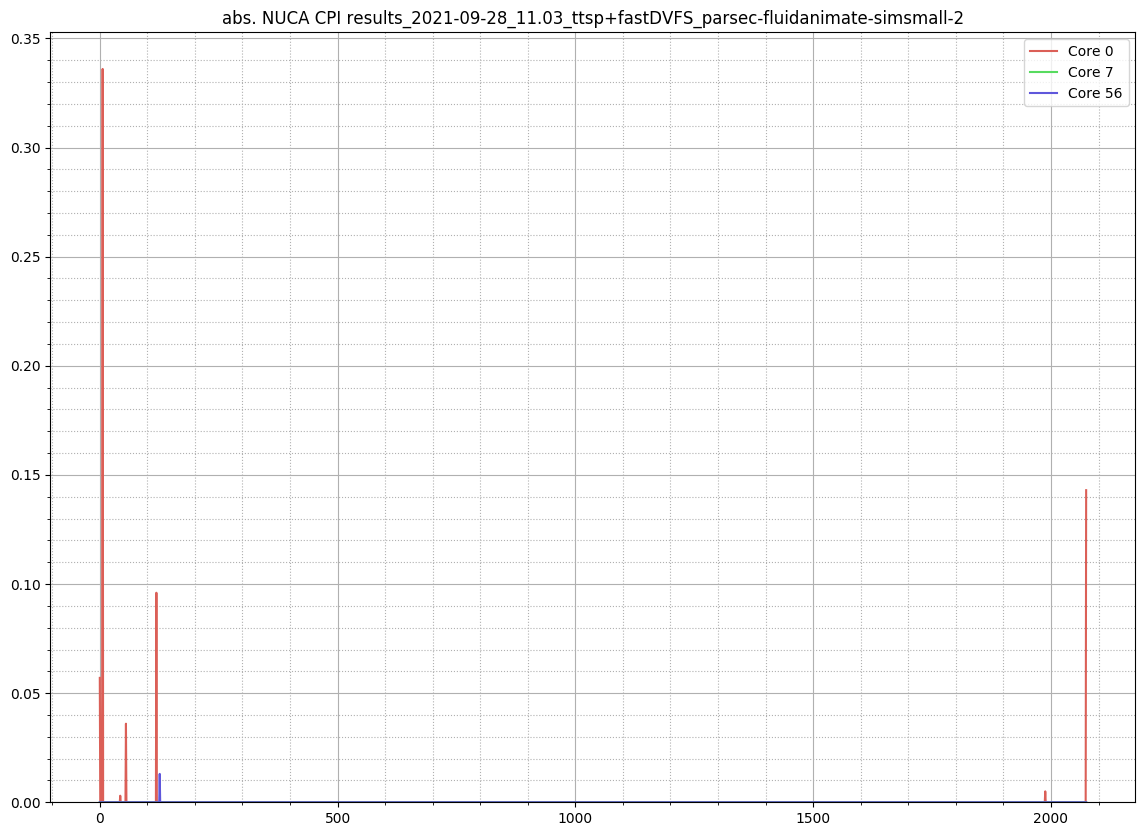 abs. NUCA CPI results_2021-09-28_11.03_ttsp+fastDVFS_parsec-fluidanimate-simsmall-2
Core 0
Core 7
Core 56
0.35
0.30
0.25
0.20
0.15
0.10
0.05
0.00
0 500 1000 1500 2000